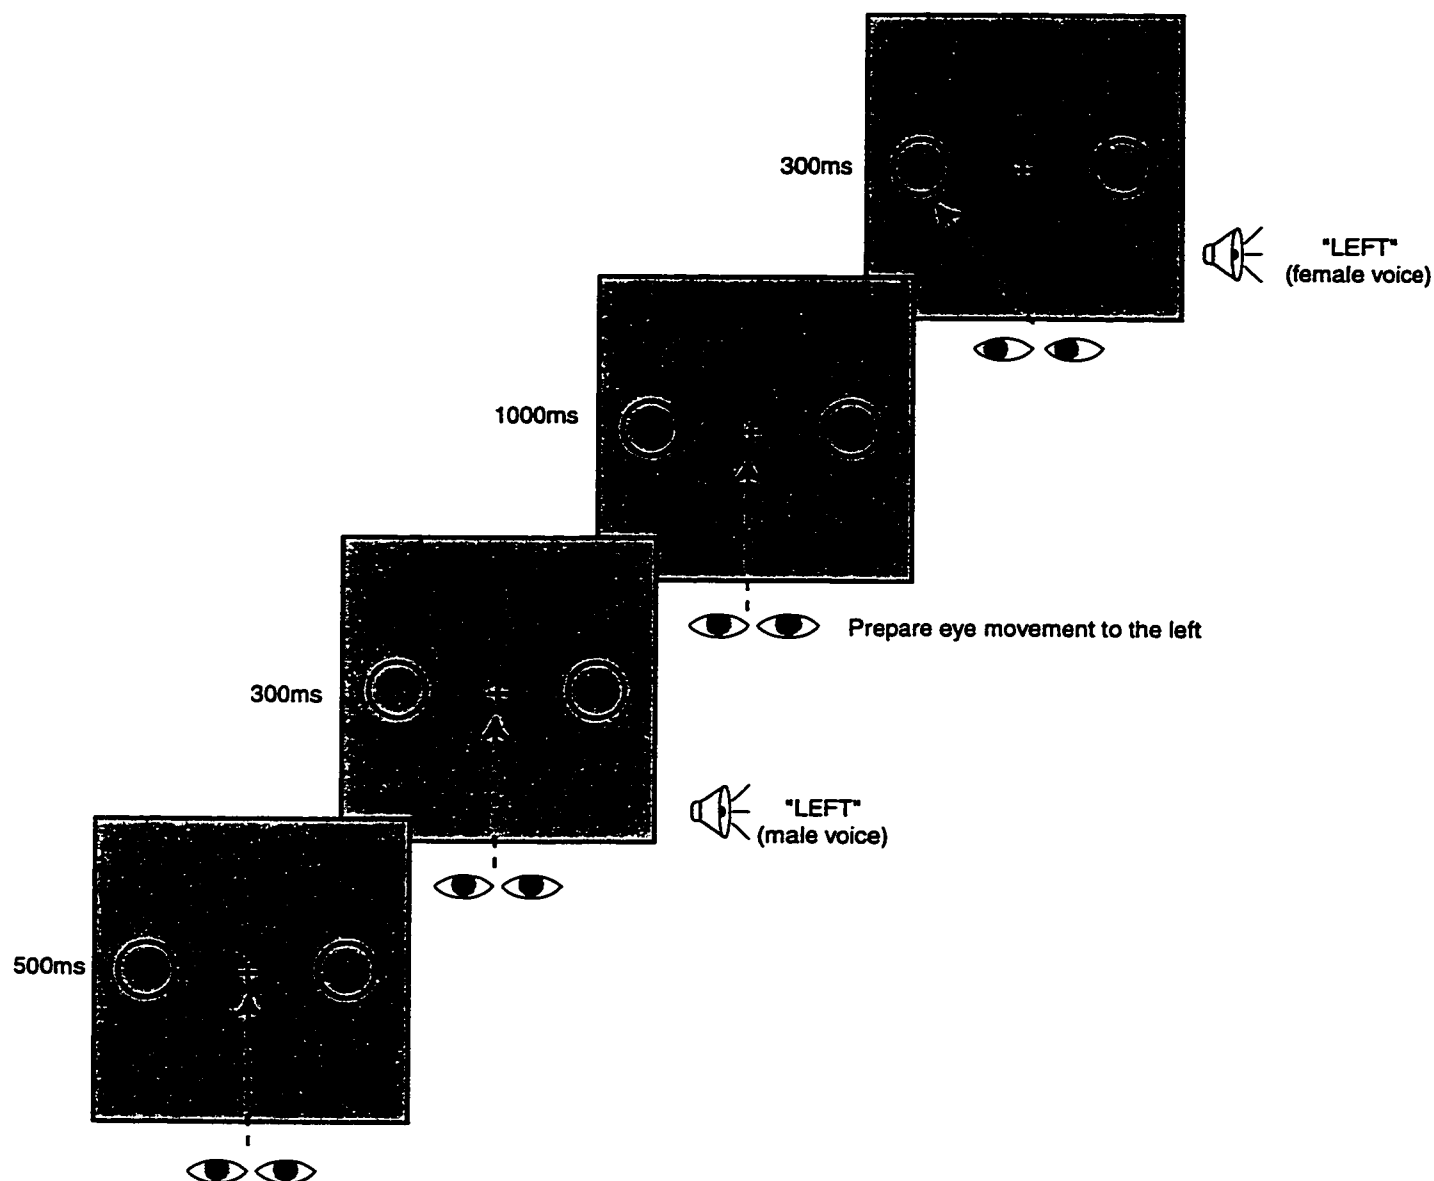 300ms
"LEFT"
(female voice)
1000ms
Prepare eye movement to the left
300ms
"LEFT"
(male voice)
500ms